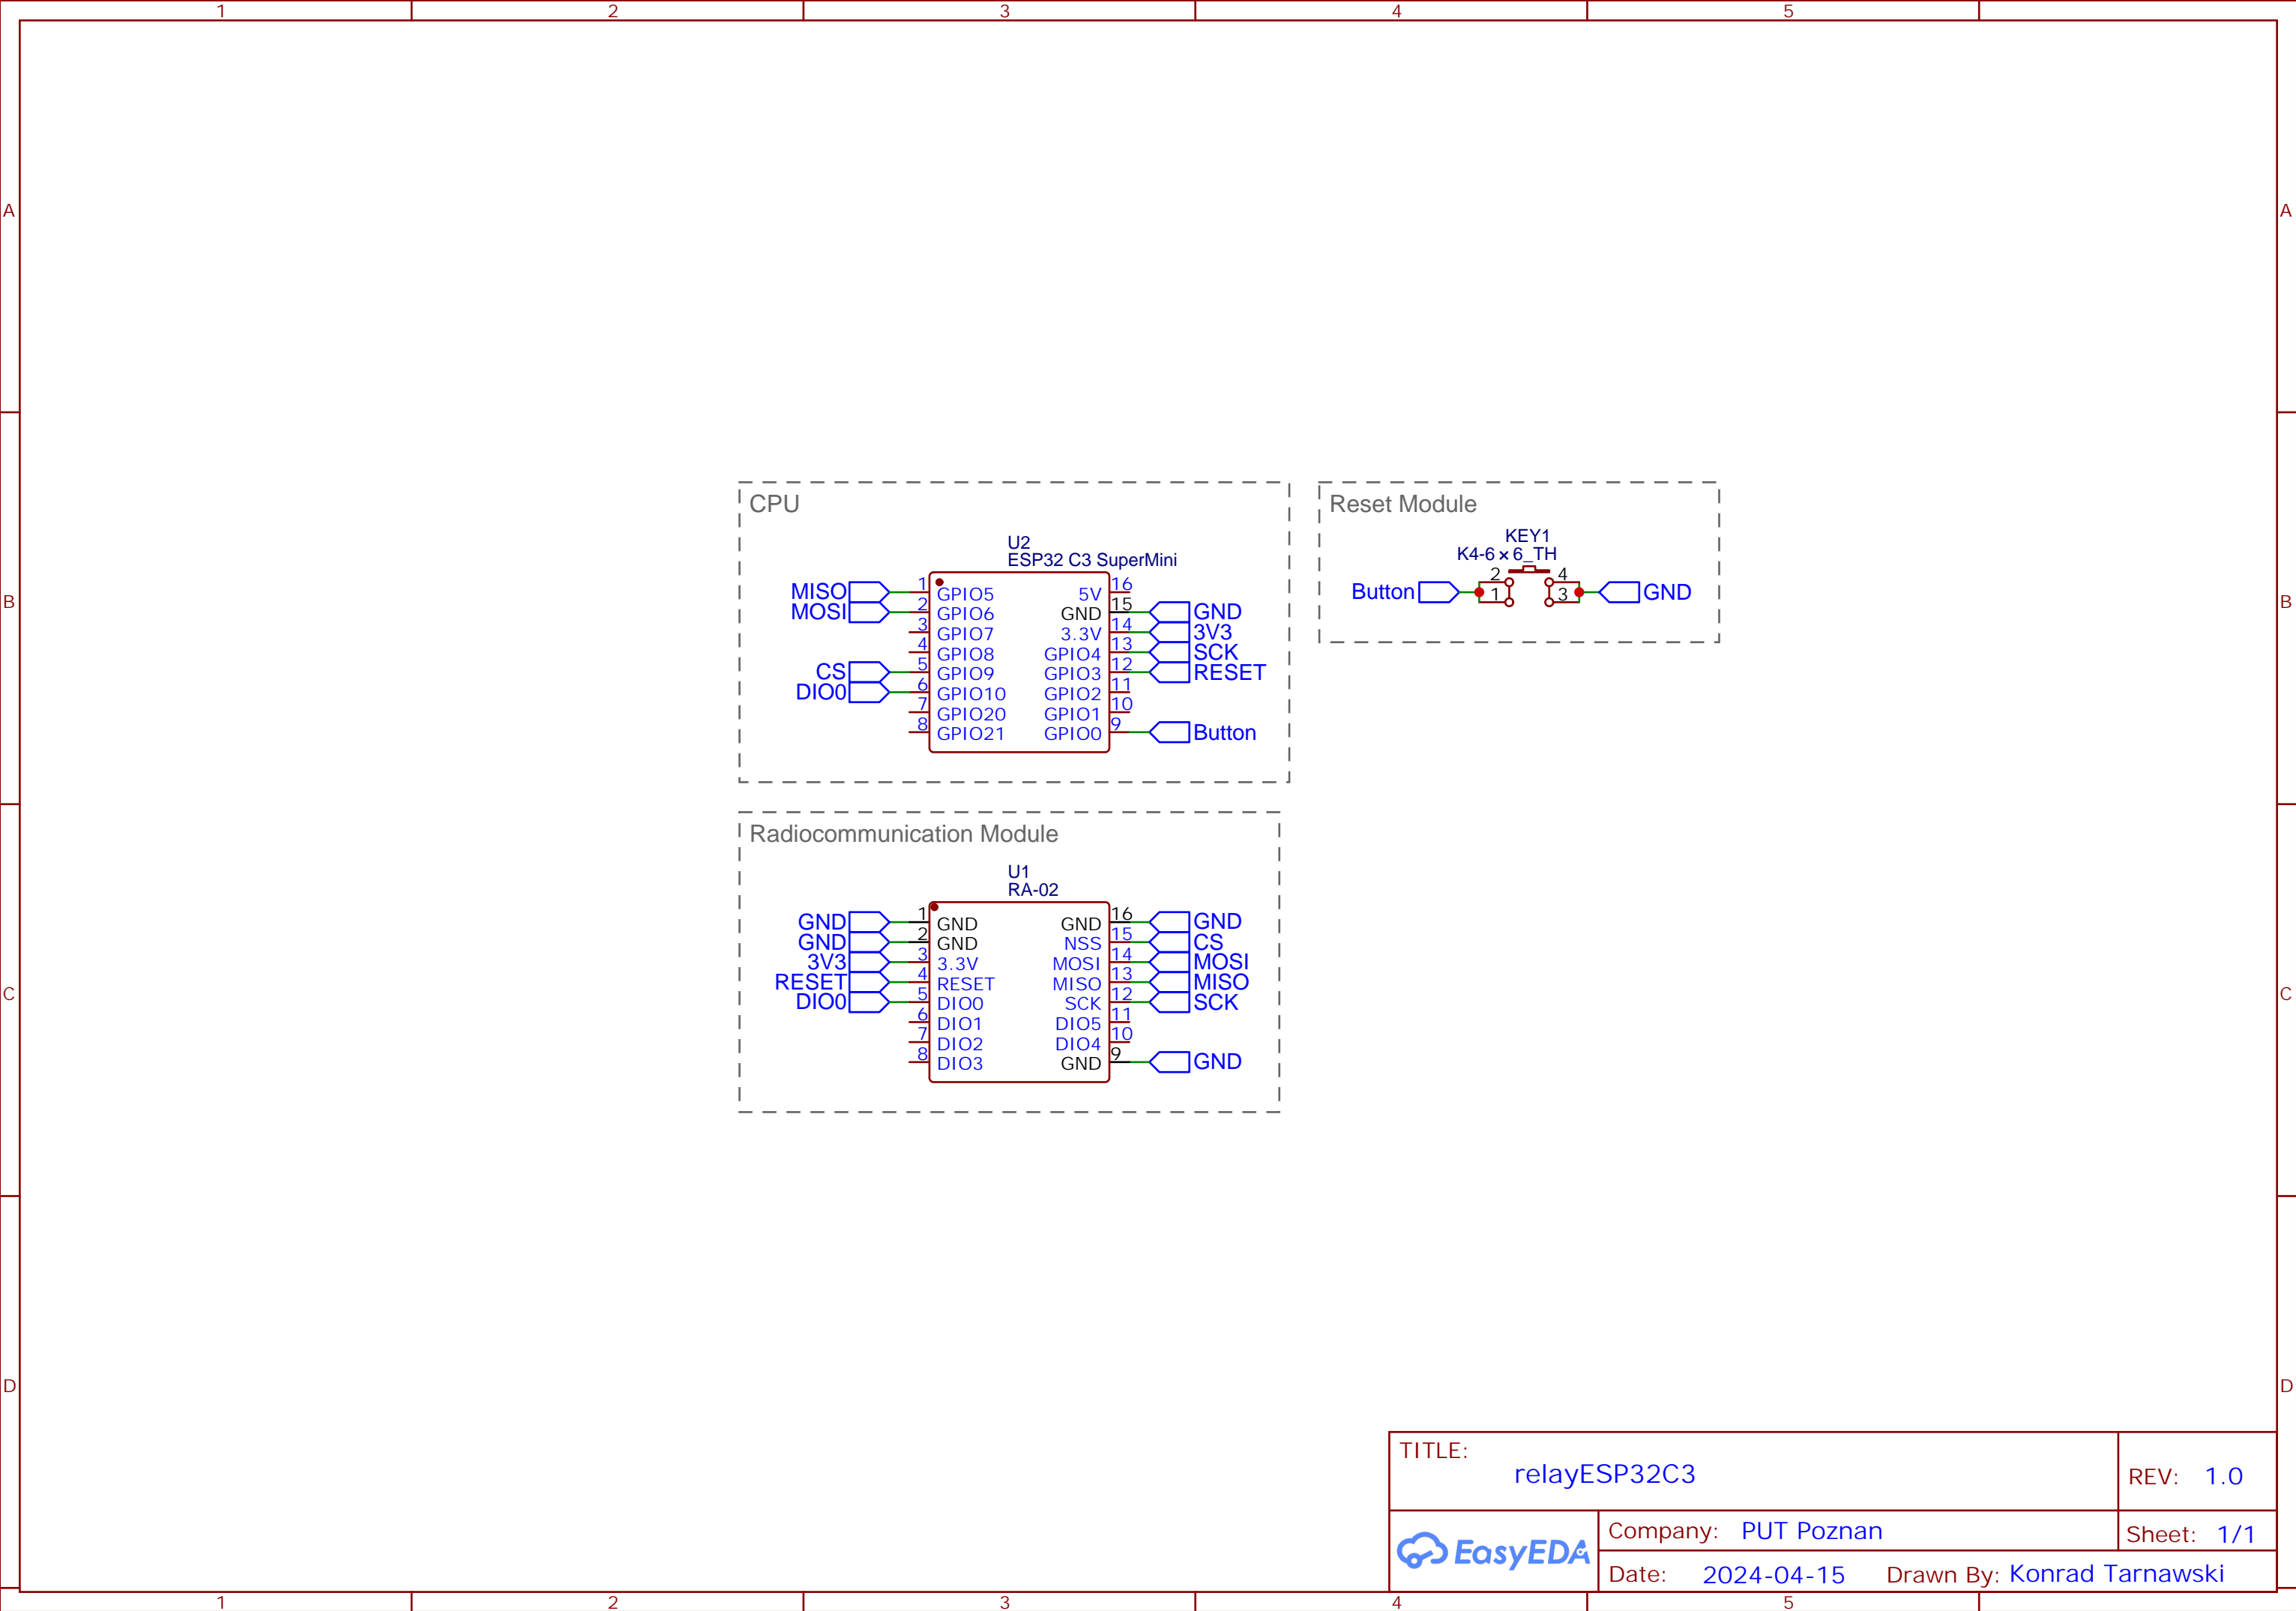 1 2 3 4 5
A A
B B
C C
D D
CPU
U2
ESP32 C3 SuperMini
MISO 1 GPIO5 5V 16
MOSI 2 GPIO6 GND 15 GND
3 GPIO7 3.3V 14 3V3
4 GPIO8 GPIO4 13 SCK
CS 5 GPIO9 GPIO3 12 RESET
DIO0 6 GPIO10 GPIO2 11
7 GPIO20 GPIO1 10
8 GPIO21 GPIO0 9 Button
Reset Module
KEY1
K4-6×6_TH
2 4
Button 1 3 GND
Radiocommunication Module
U1
RA-02
GND 1 GND GND 16 GND
GND 2 GND NSS 15 CS
3V3 3 3.3V MOSI 14 MOSI
RESET 4 RESET MISO 13 MISO
DIO0 5 DIO0 SCK 12 SCK
6 DIO1 DIO5 11
7 DIO2 DIO4 10
8 DIO3 GND 9 GND
TITLE:
relayESP32C3
REV: 1.0
EasyEDA
Company: PUT Poznan
Sheet: 1/1
Date: 2024-04-15 Drawn By: Konrad Tarnawski
1 2 3 4 5